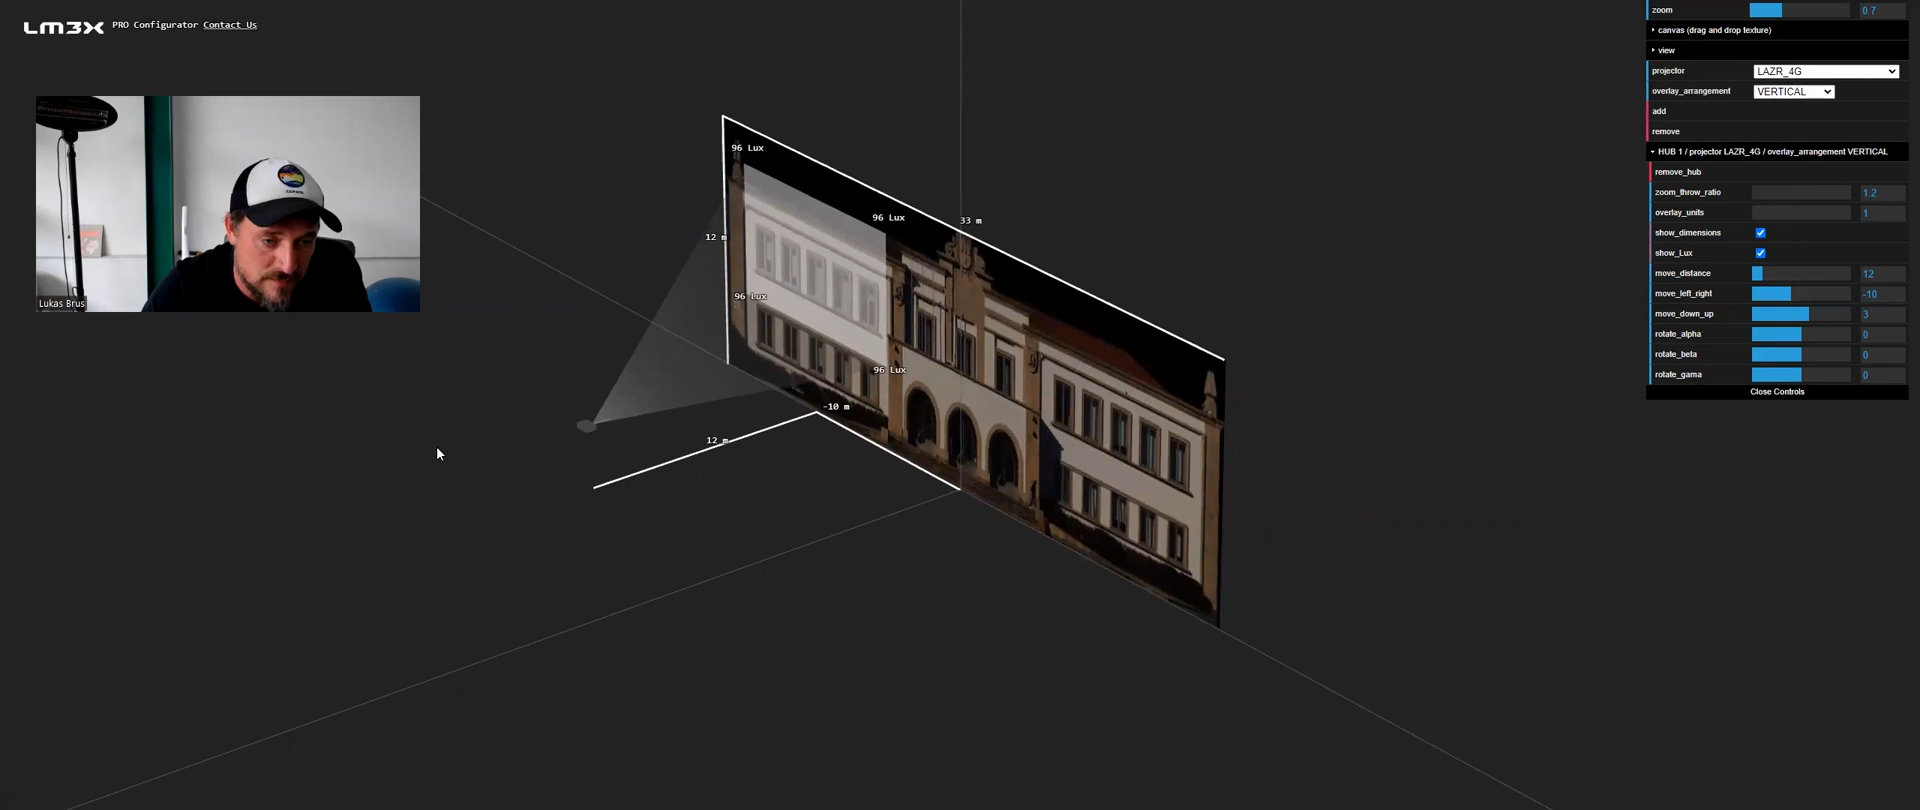 LM3X PRO Configurator Contact Us
Lukas Brus
96 Lux
96 Lux
33 m
12 m
96 Lux
96 Lux
-10 m
12 m
zoom 0.7
canvas (drag and drop texture)
view
projector LAZR_4G
overlay_arrangement VERTICAL
add
remove
HUB 1 / projector LAZR_4G / overlay_arrangement VERTICAL
remove_hub
zoom_throw_ratio 1.2
overlay_units 1
show_dimensions
show_Lux
move_distance 12
move_left_right -10
move_down_up 3
rotate_alpha 0
rotate_beta 0
rotate_gama 0
Close Controls